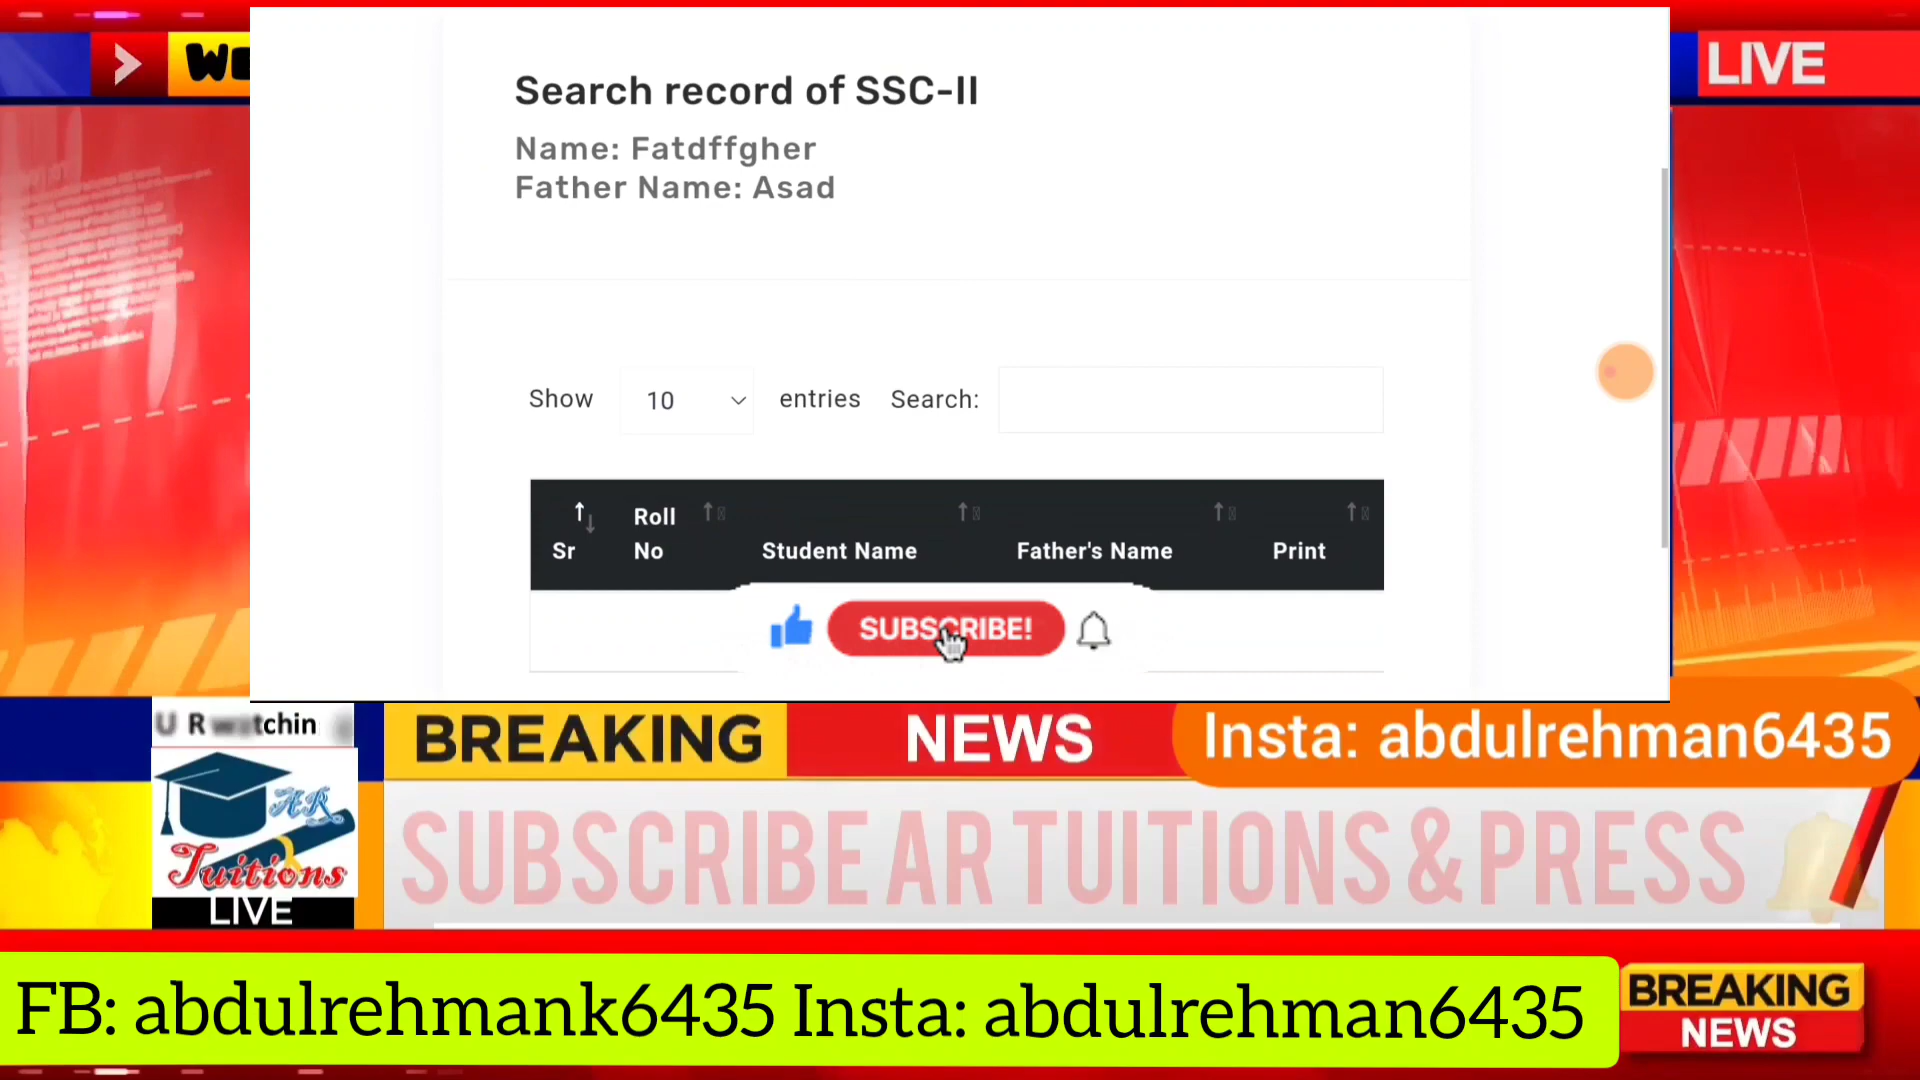 LIVE
Search record of SSC-II
Name: Fatdffgher
Father Name: Asad
Show 10 entries Search:
Sr Roll No Student Name Father's Name Print
SUBSCRIBE!
BREAKING NEWS Insta: abdulrehman6435
AR
Tuitions
LIVE
SUBSCRIBE AR TUITIONS & PRESS
FB: abdulrehmank6435 Insta: abdulrehman6435
BREAKING
NEWS